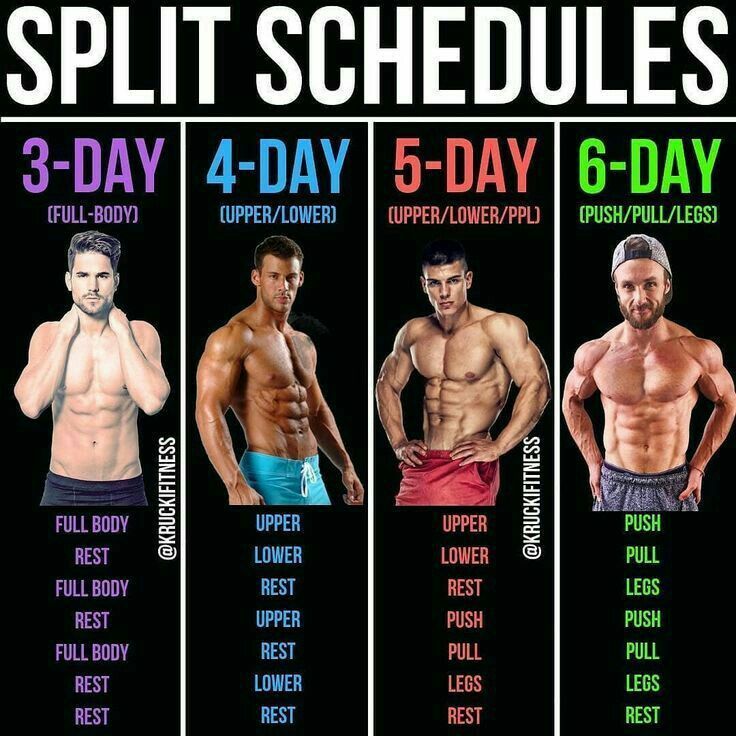 SPLIT SCHEDULES
3-DAY
(FULL-BODY)
FULL BODY
REST
FULL BODY
REST
FULL BODY
REST
REST
@KRUCKIFITNESS
4-DAY
(UPPER/LOWER)
UPPER
LOWER
REST
UPPER
REST
LOWER
REST
5-DAY
(UPPER/LOWER/PPL)
UPPER
LOWER
REST
PUSH
PULL
LEGS
REST
@KRUCKIFITNESS
6-DAY
(PUSH/PULL/LEGS)
PUSH
PULL
LEGS
PUSH
PULL
LEGS
REST